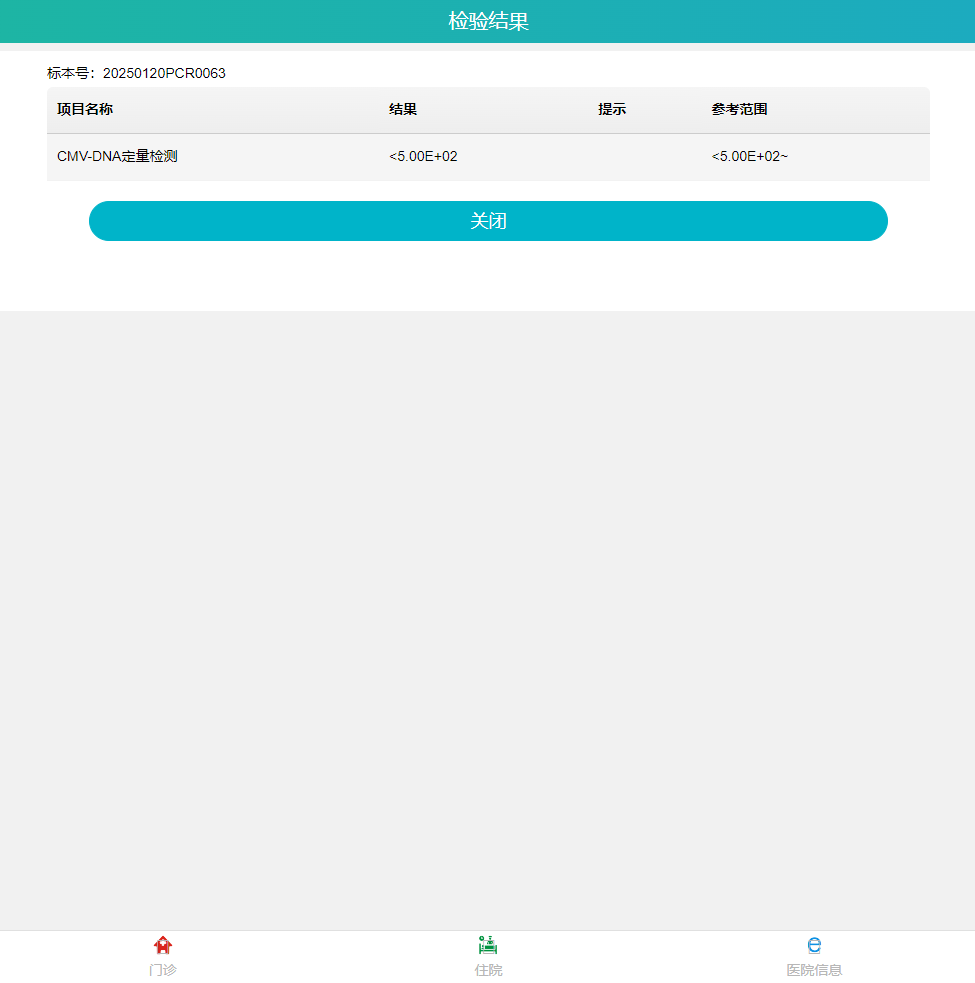 检验结果
标本号：20250120PCR0063
项目名称 结果 提示 参考范围
CMV-DNA定量检测 <5.00E+02 <5.00E+02~
关闭
门诊 住院 医院信息